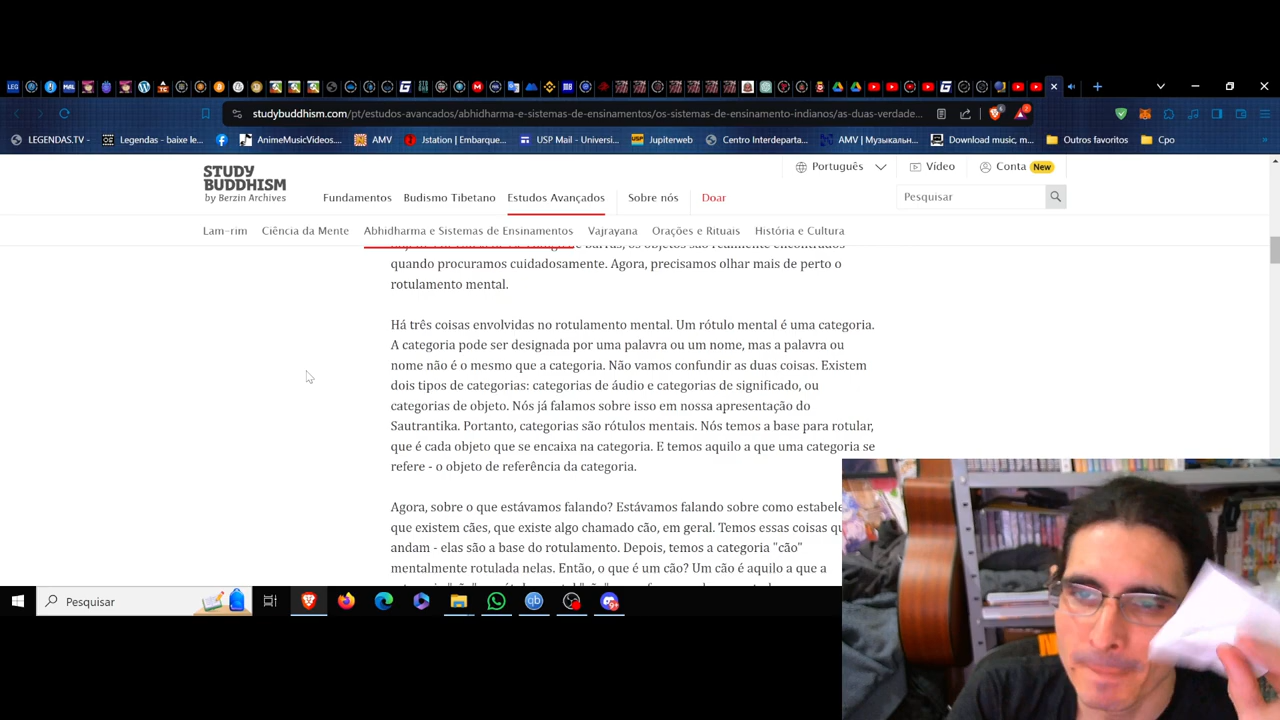 LEG
MAL
TC
LEGENDAS.TV -
Legendas - baixe le...
AnimeMusicVideos....
AMV
Jstation | Embarque...
USP Mail - Universi...
Jupiterweb
Centro Interdeparta...
AMV | Музыкальн...
Download music, m...
Outros favoritos
Cpo
studybuddhism.com/pt/estudos-avancados/abhidharma-e-sistemas-de-ensinamento/os-sistemas-de-ensinamento-indianos/as-duas-verdade...
STUDY
BUDDHISM
by Berzin Archives
Português
Vídeo
Conta New
Fundamentos
Budismo Tibetano
Estudos Avançados
Sobre nós
Doar
Pesquisar
Lam-rim
Ciência da Mente
Abhidharma e Sistemas de Ensinamentos
Vajrayana
Orações e Rituais
História e Cultura
quando procuramos cuidadosamente. Agora, precisamos olhar mais de perto o
rotulamento mental.
Há três coisas envolvidas no rotulamento mental. Um rótulo mental é uma categoria.
A categoria pode ser designada por uma palavra ou um nome, mas a palavra ou
nome não é o mesmo que a categoria. Não vamos confundir as duas coisas. Existem
dois tipos de categorias: categorias de áudio e categorias de significado, ou
categorias de objeto. Nós já falamos sobre isso em nossa apresentação do
Sautrantika. Portanto, categorias são rótulos mentais. Nós temos a base para rotular,
que é cada objeto que se encaixa na categoria. E temos aquilo a que uma categoria se
refere - o objeto de referência da categoria.
Agora, sobre o que estávamos falando? Estávamos falando sobre como estabele
que existem cães, que existe algo chamado cão, em geral. Temos essas coisas qu
andam - elas são a base do rotulamento. Depois, temos a categoria "cão"
mentalmente rotulada nelas. Então, o que é um cão? Um cão é aquilo a que a
Pesquisar